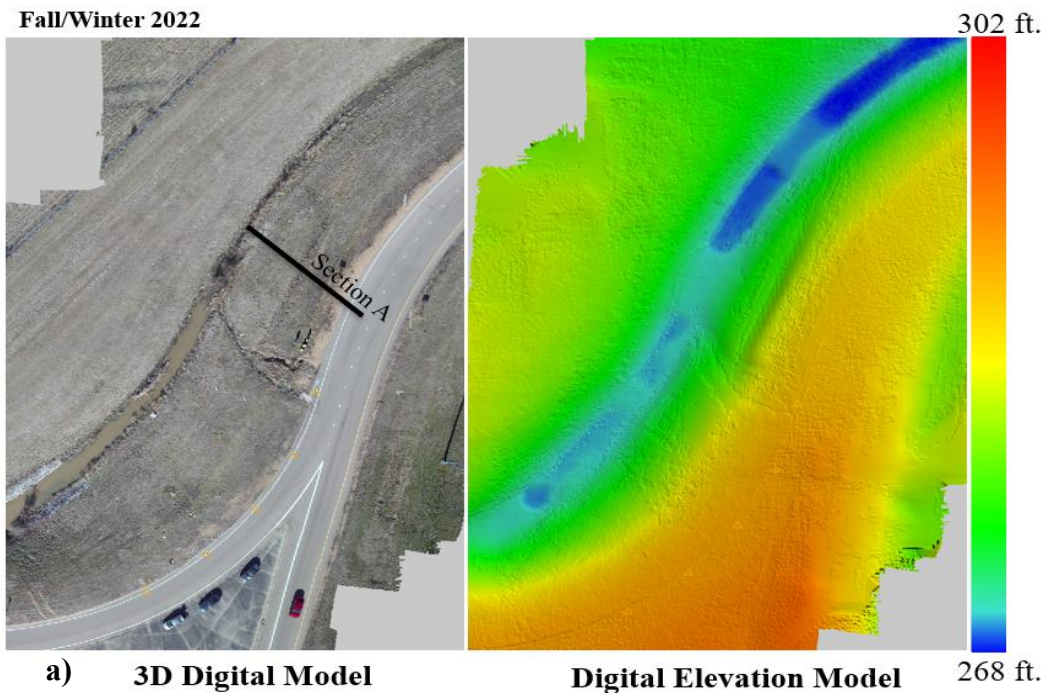 Fall/Winter 2022
302 ft.
Section A
268 ft.
a) 3D Digital Model
Digital Elevation Model